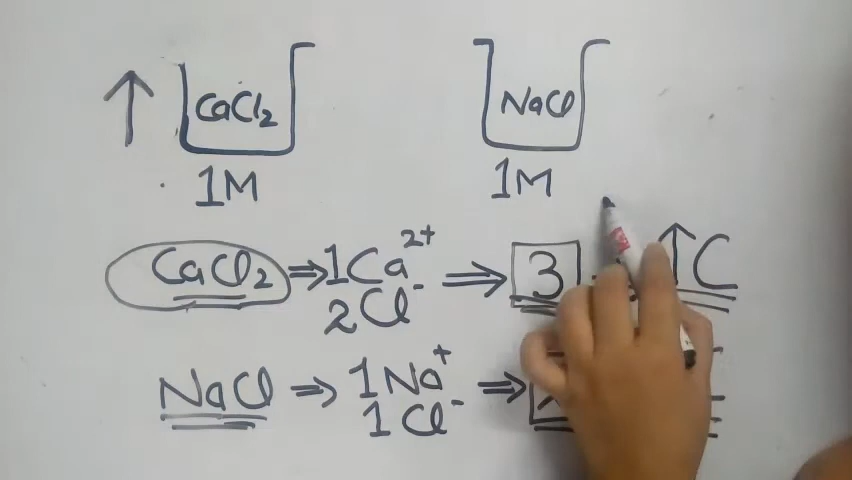 ↑ CaCl₂ NaCl
1M 1M
CaCl₂ ⇒ 1Ca²⁺ ⇒ 3 ↑C
2Cl⁻
NaCl ⇒ 1Na⁺ ⇒
1Cl⁻